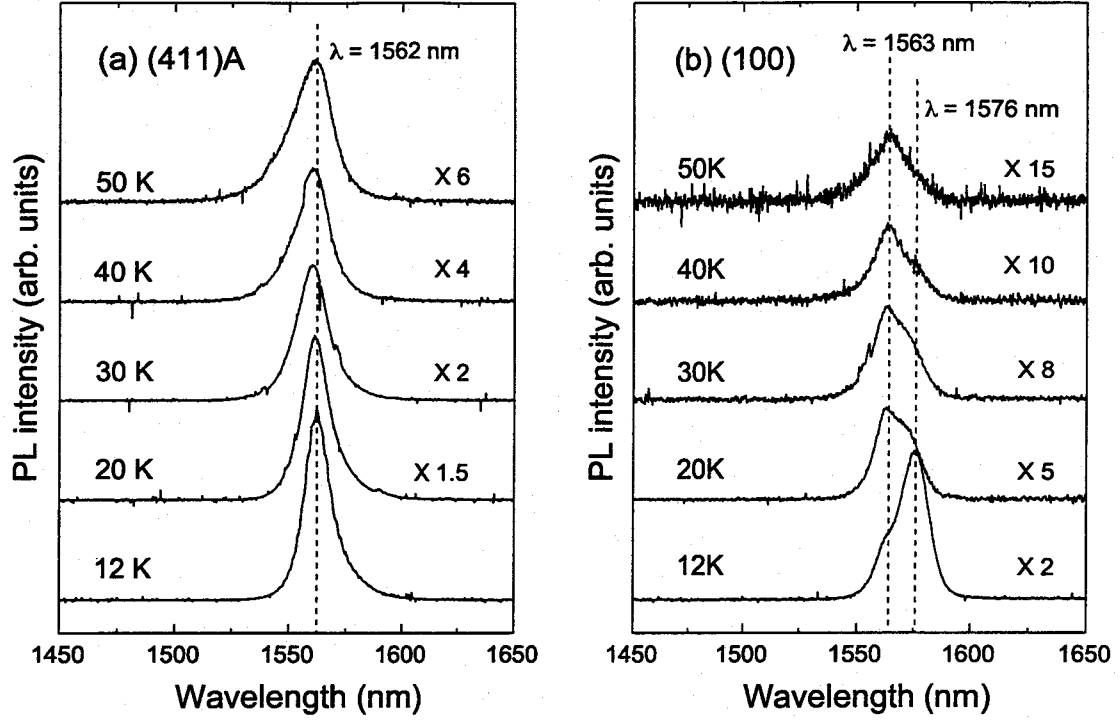 (a) (411)A
λ = 1562 nm
50 K
X 6
40 K
X 4
30 K
X 2
20 K
X 1.5
12 K
1450
1500
1550
1600
1650
Wavelength (nm)
PL intensity (arb. units)
(b) (100)
λ = 1563 nm
λ = 1576 nm
50K
X 15
40K
X 10
30K
X 8
20K
X 5
12K
X 2
1450
1500
1550
1600
1650
Wavelength (nm)
PL intensity (arb. units)